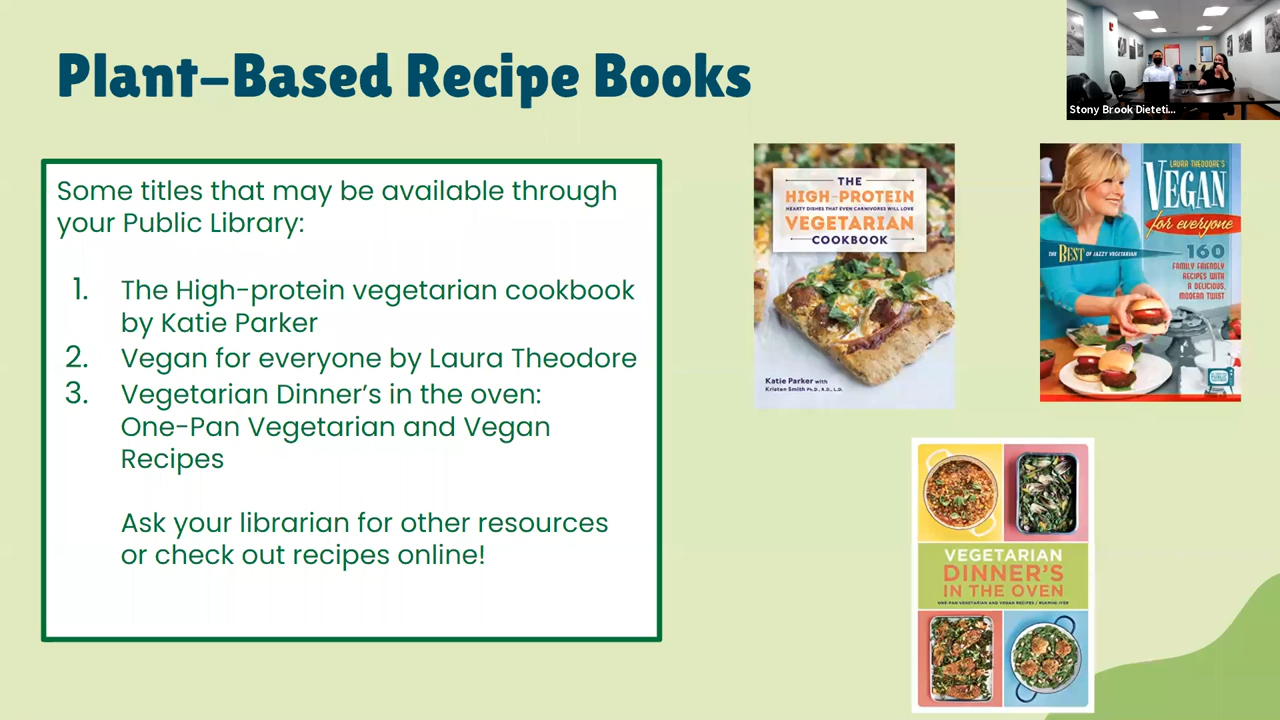 Plant-Based Recipe Books
Stony Brook Dieteti...
Some titles that may be available through
your Public Library:
1. The High-protein vegetarian cookbook
by Katie Parker
2. Vegan for everyone by Laura Theodore
3. Vegetarian Dinner's in the oven:
One-Pan Vegetarian and Vegan
Recipes
Ask your librarian for other resources
or check out recipes online!
THE
HIGH-PROTEIN
HEARTY DISHES THAT EVEN CARNIVORES WILL LOVE
VEGETARIAN
COOKBOOK
Katie Parker with
Kristen Smith Ph.D., R.D., L.D.
LAURA THEODORE'S
VEGAN
for everyone
THE BEST OF JAZZY VEGETARIAN
160
FAMILY FRIENDLY
RECIPES WITH
A DELICIOUS,
MODERN TWIST
VEGETARIAN
DINNER'S
IN THE OVEN
ONE-PAN VEGETARIAN AND VEGAN RECIPES / RUKMINI IYER